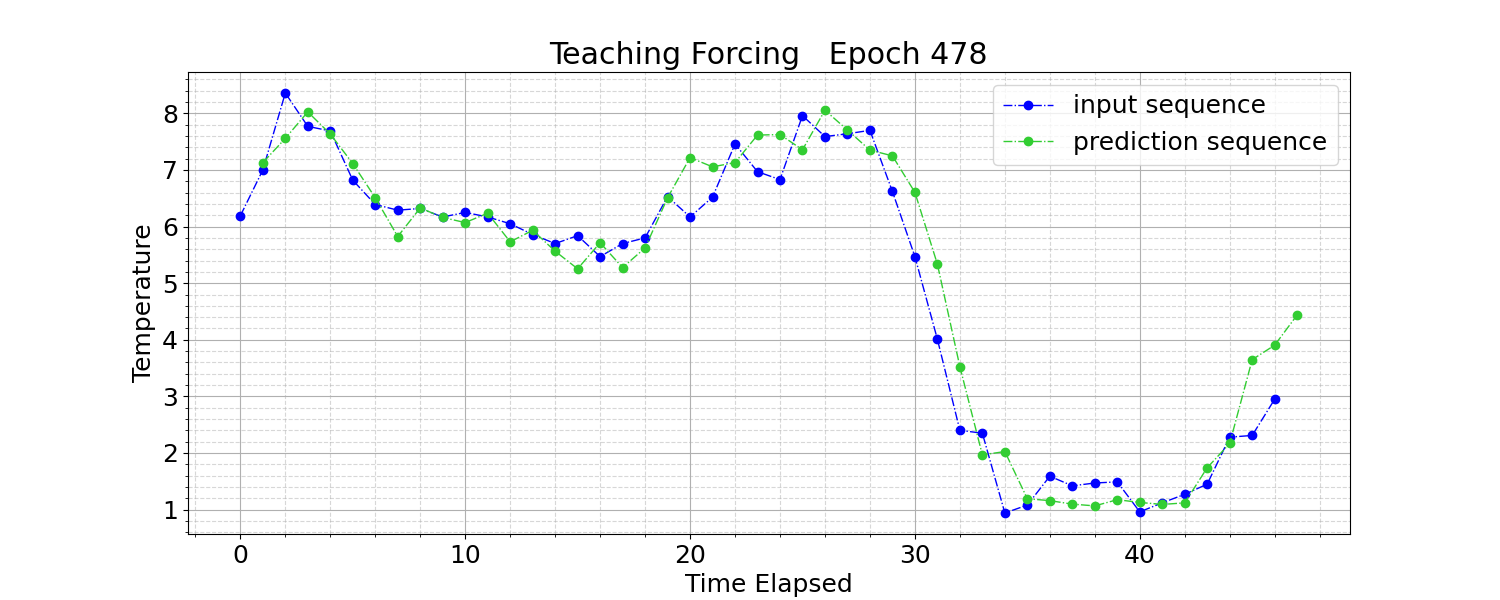 Teaching Forcing   Epoch 478
input sequence
prediction sequence
Temperature
8
7
6
5
4
3
2
1
0 10 20 30 40
Time Elapsed